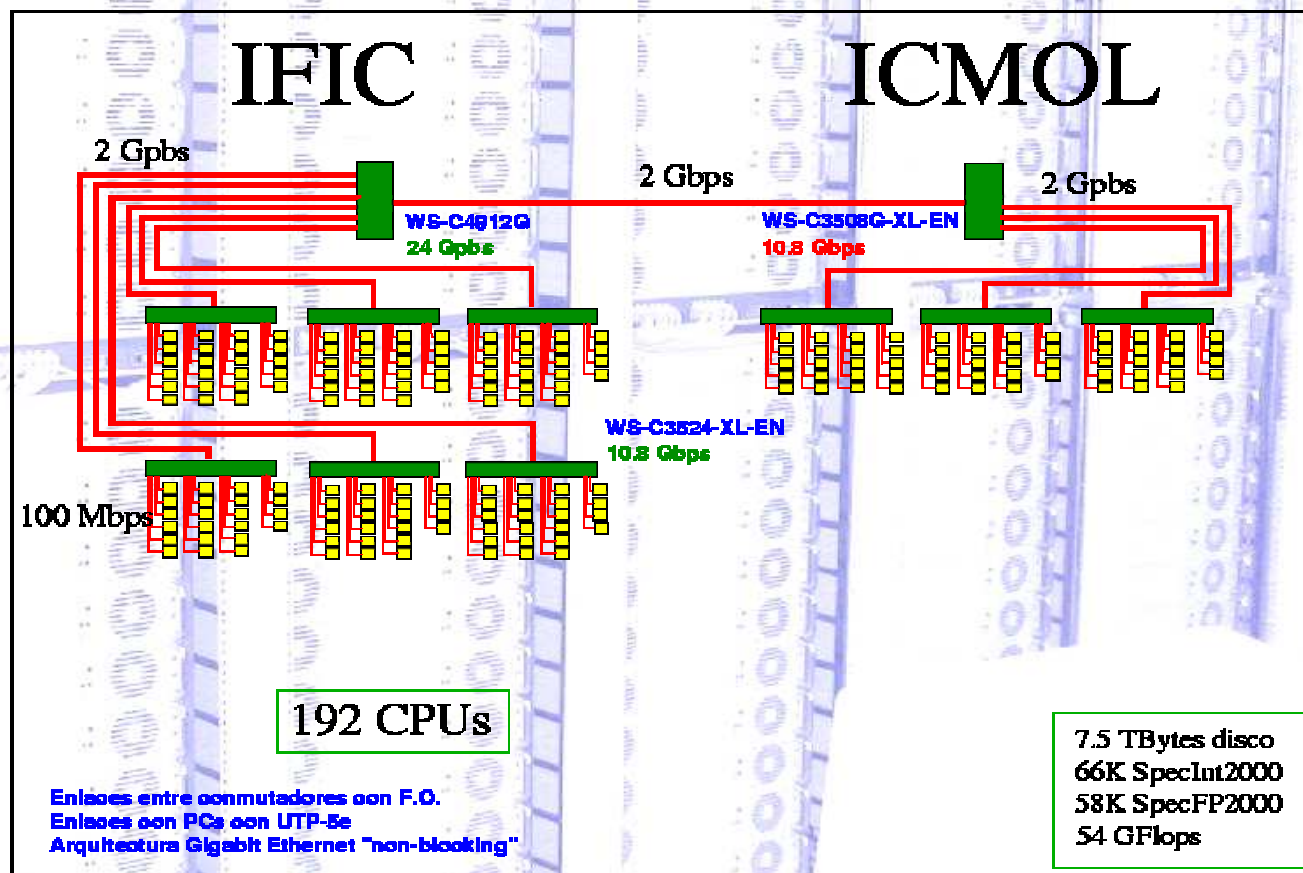 IFIC
ICMOL
2 Gpbs
2 Gbps
2 Gpbs
WS-C4912G
24 Gpbs
WS-C3508G-XL-EN
10.8 Gbps
WS-C3524-XL-EN
10.8 Gbps
100 Mbps
192 CPUs
Enlaces entre conmutadores con F.O.
Enlaces con PCs con UTP-5e
Arquitectura Gigabit Ethernet "non-blocking"
7.5 TBytes disco
66K SpecInt2000
58K SpecFP2000
54 GFlops